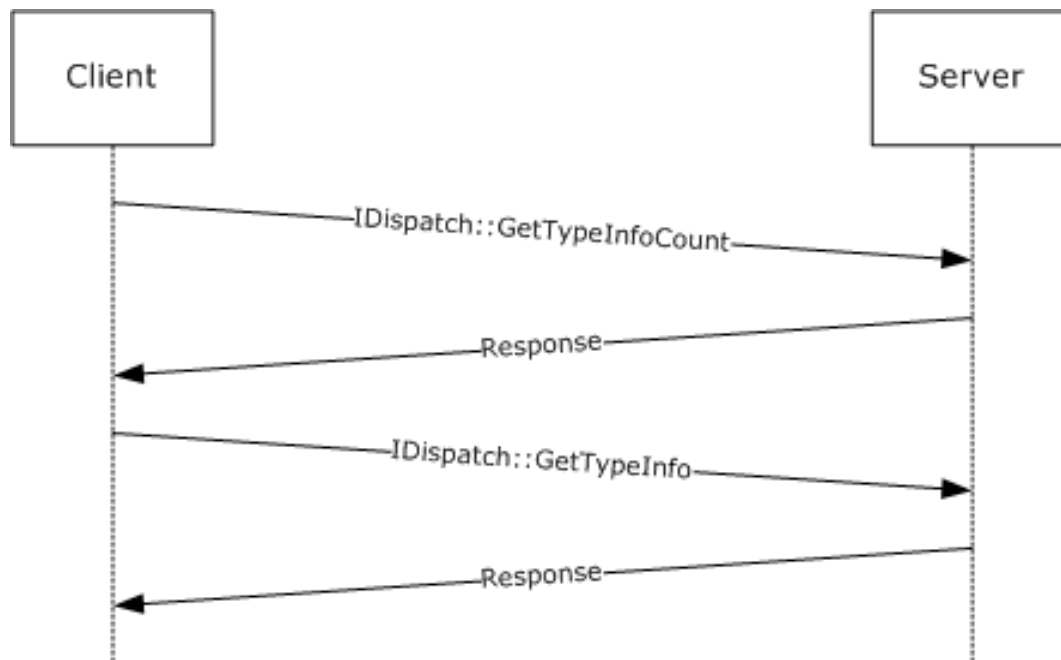 Client
Server
IDispatch::GetTypeInfoCount
Response
IDispatch::GetTypeInfo
Response